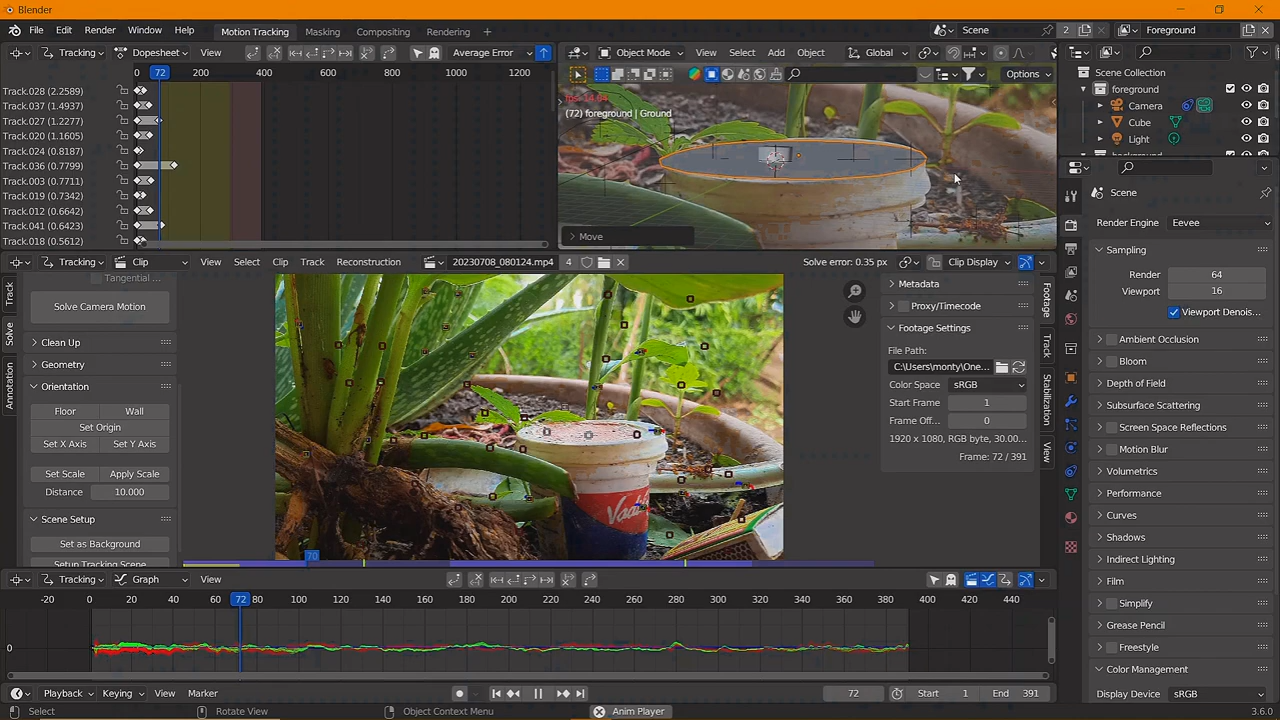 Blender
File Edit Render Window Help Motion Tracking Masking Compositing Rendering Scene 2 Foreground
Tracking Dopesheet View Average Error
Object Mode View Select Add Object Global
Options
0 72 200 400 600 800 1000 1200
Track.028 (2.2589)
Track.037 (1.4937)
Track.027 (1.2277)
Track.020 (1.1605)
Track.024 (0.8187)
Track.036 (0.7799)
Track.003 (0.7711)
Track.019 (0.7342)
Track.012 (0.6642)
Track.041 (0.6423)
Track.018 (0.5612)
(72) foreground | Ground
Move
Scene Collection
foreground
Camera
Cube
Light
Scene
Render Engine Eevee
Sampling
Render 64
Viewport 16
Viewport Denois...
Ambient Occlusion
Bloom
Depth of Field
Subsurface Scattering
Screen Space Reflections
Motion Blur
Volumetrics
Performance
Curves
Shadows
Indirect Lighting
Film
Simplify
Grease Pencil
Freestyle
Color Management
Display Device sRGB
Tracking Clip View Select Clip Track Reconstruction 20230708_080124.mp4 4 Solve error: 0.35 px Clip Display
Track
Solve
Annotation
Tangential ...
Solve Camera Motion
Clean Up
Geometry
Orientation
Floor Wall
Set Origin
Set X Axis Set Y Axis
Set Scale Apply Scale
Distance 10.000
Scene Setup
Set as Background
Setup Tracking Scene
70
Metadata
Proxy/Timecode
Footage Settings
File Path:
C:\Users\monty\One...
Color Space sRGB
Start Frame 1
Frame Off... 0
1920 x 1080, RGB byte, 30.00...
Frame: 72 / 391
Footage
Track
Stabilization
View
Tracking Graph View
-20 0 20 40 60 72 80 100 120 140 160 180 200 220 240 260 280 300 320 340 360 380 400 420 440
0
Playback Keying View Marker 72 Start 1 End 391
Select Rotate View Object Context Menu Anim Player 3.6.0